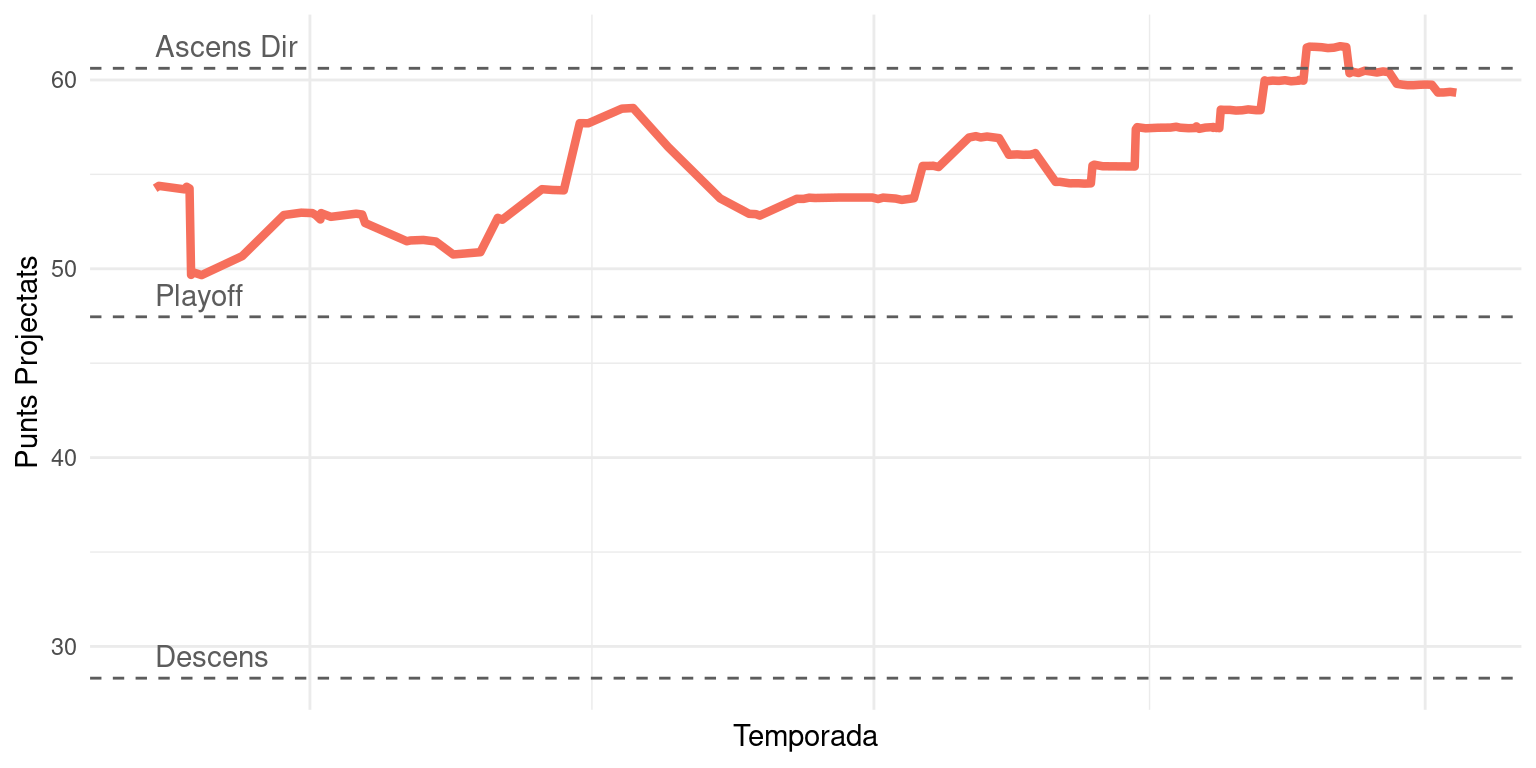 Ascens Dir
60
50
Playoff
Punts Projectats
40
30
Descens
Temporada